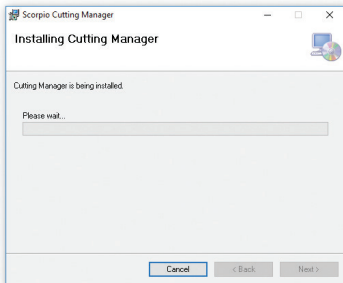 Scorpio Cutting Manager
Installing Cutting Manager
Cutting Manager is being installed.
Please wait...
Cancel
< Back
Next >